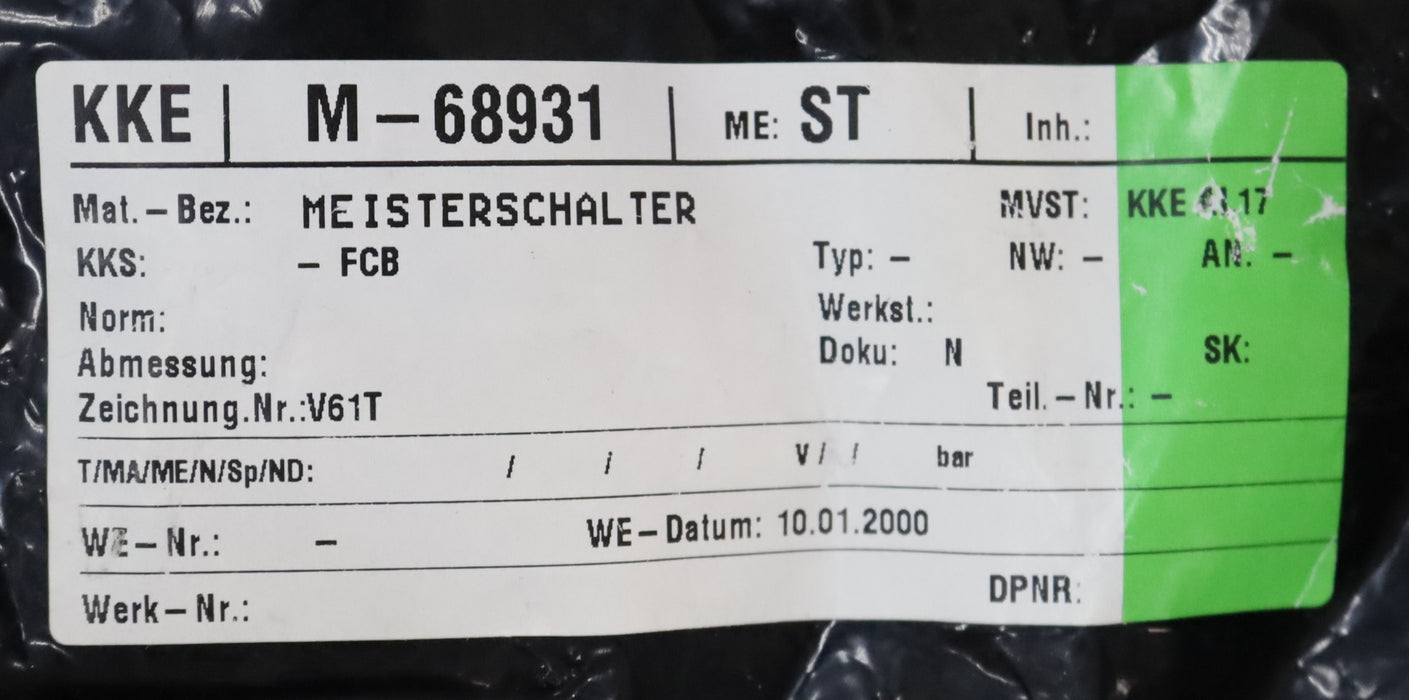 KKE | M-68931 | ME: ST | Inh.:
Mat.-Bez.: MEISTERSCHALTER MVST: KKE
KKS: - FCB Typ: - NW: - AN: -
Norm: Werkst.:
Abmessung: Doku: N SK:
Zeichnung.Nr.:V61T Teil.-Nr.: -
T/MA/ME/N/Sp/ND: / / / V/ / bar
WE-Nr.: - WE-Datum: 10.01.2000
Werk-Nr.: DPNR: